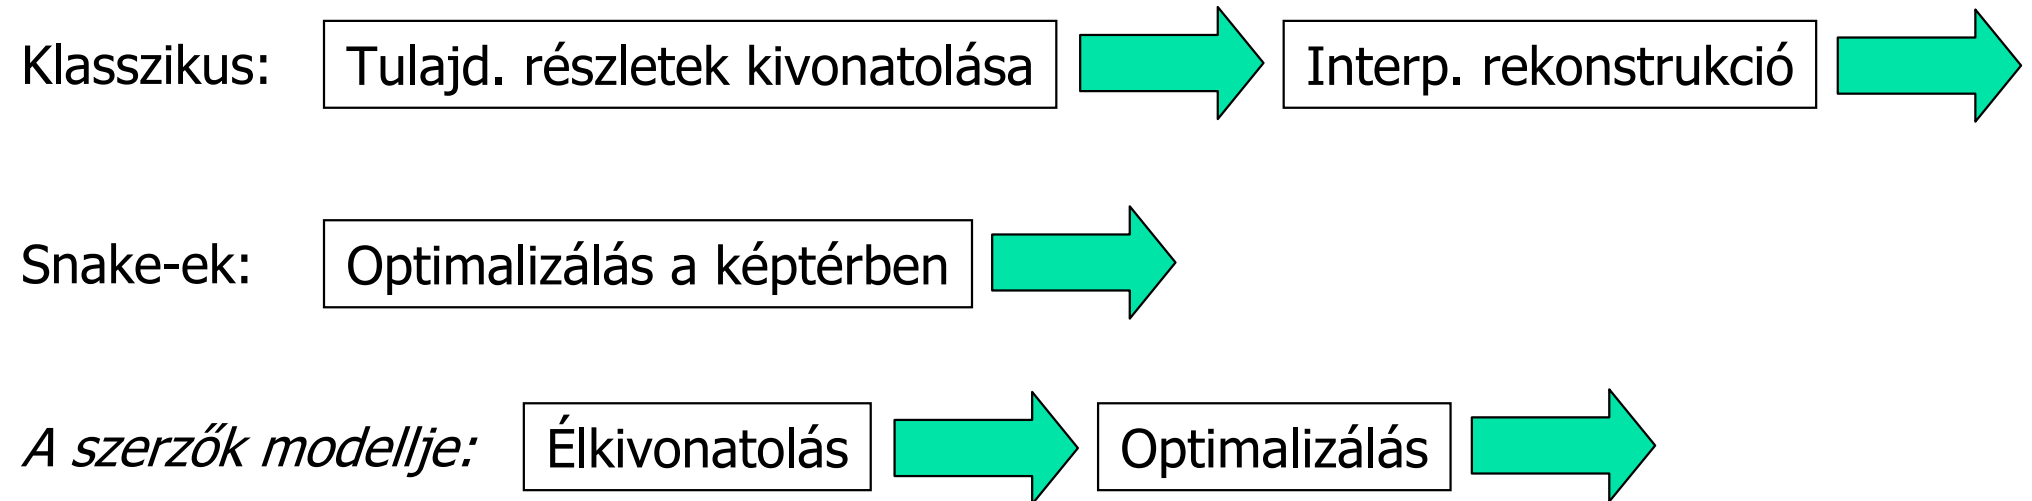 Klasszikus: Tulajd. részletek kivonatolása Interp. rekonstrukció
Snake-ek: Optimalizálás a képtérben
A szerzők modellje: Élkivonatolás Optimalizálás